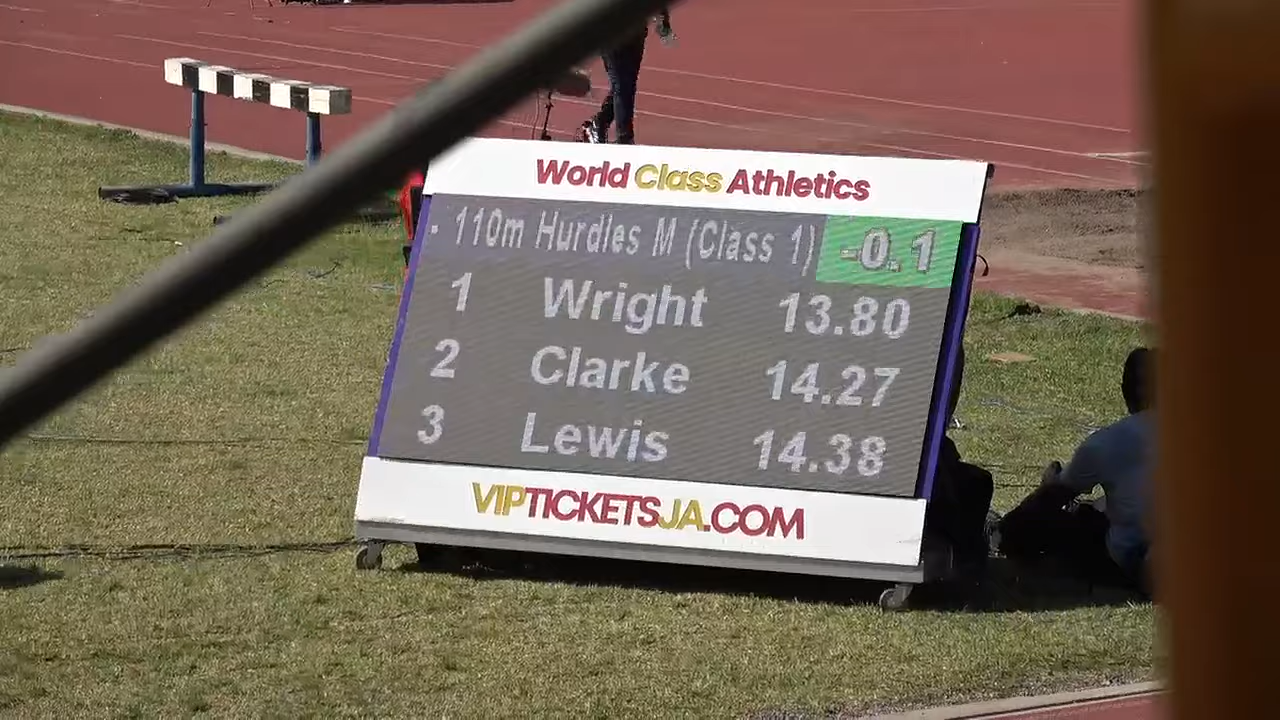 World Class Athletics
- 110m Hurdles M (Class 1) -0.1
1 Wright 13.80
2 Clarke 14.27
3 Lewis 14.38
VIPTICKETSJA.COM